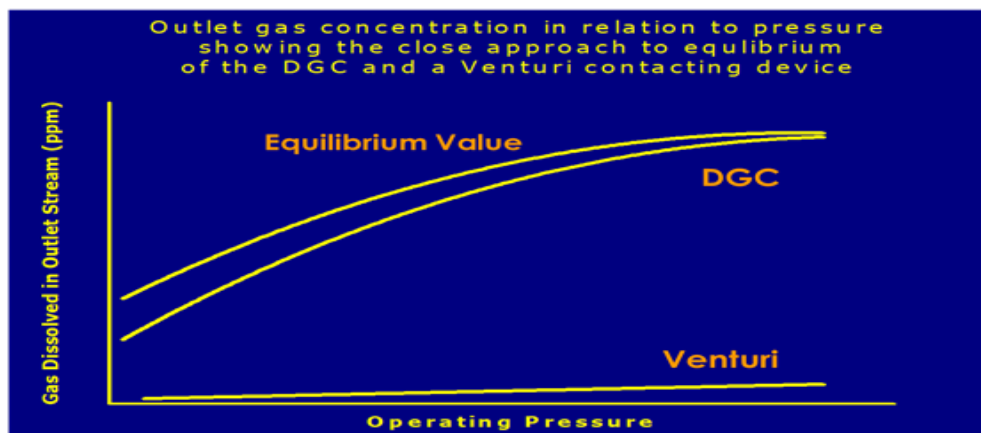 Outlet gas concentration in relation to pressure
showing the close approach to equlibrium
of the DGC and a Venturi contacting device
Equilibrium Value
DGC
Venturi
Gas Dissolved in Outlet Stream (ppm)
Operating Pressure